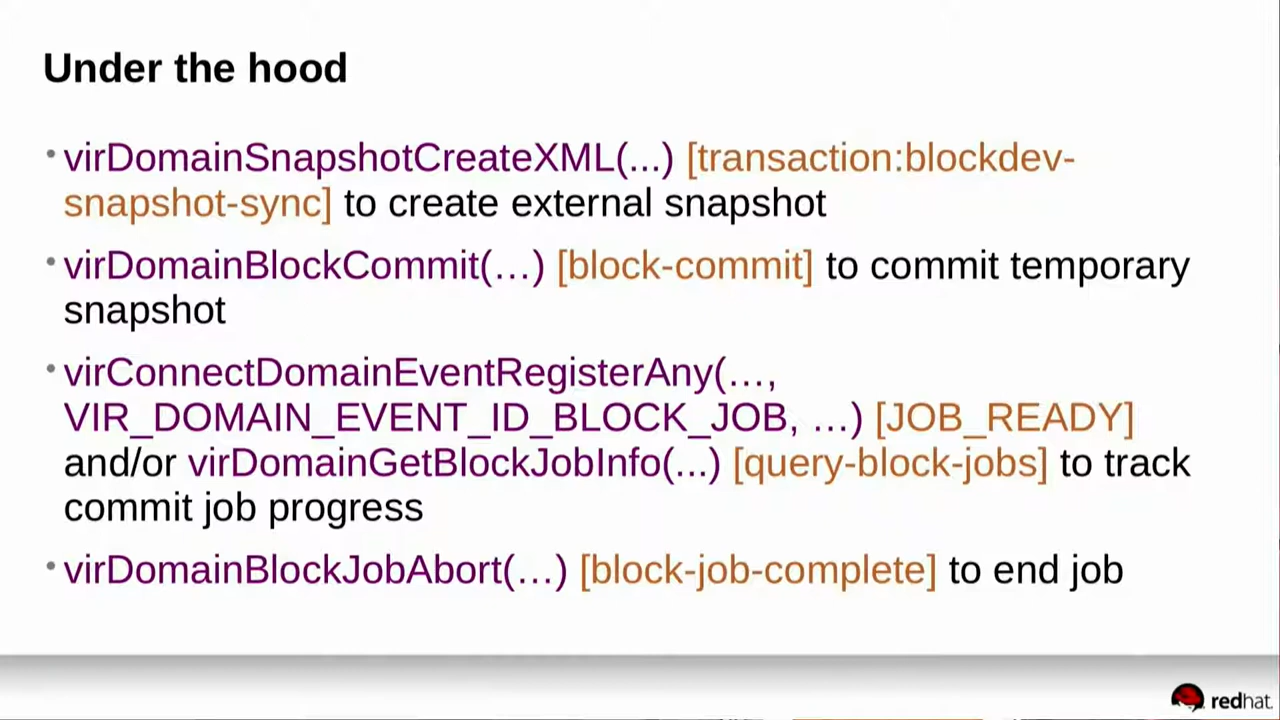 Under the hood
• virDomainSnapshotCreateXML(...) [transaction:blockdev-
snapshot-sync] to create external snapshot
• virDomainBlockCommit(…) [block-commit] to commit temporary
snapshot
• virConnectDomainEventRegisterAny(…,
VIR_DOMAIN_EVENT_ID_BLOCK_JOB, …) [JOB_READY]
and/or virDomainGetBlockJobInfo(...) [query-block-jobs] to track
commit job progress
• virDomainBlockJobAbort(…) [block-job-complete] to end job
redhat.